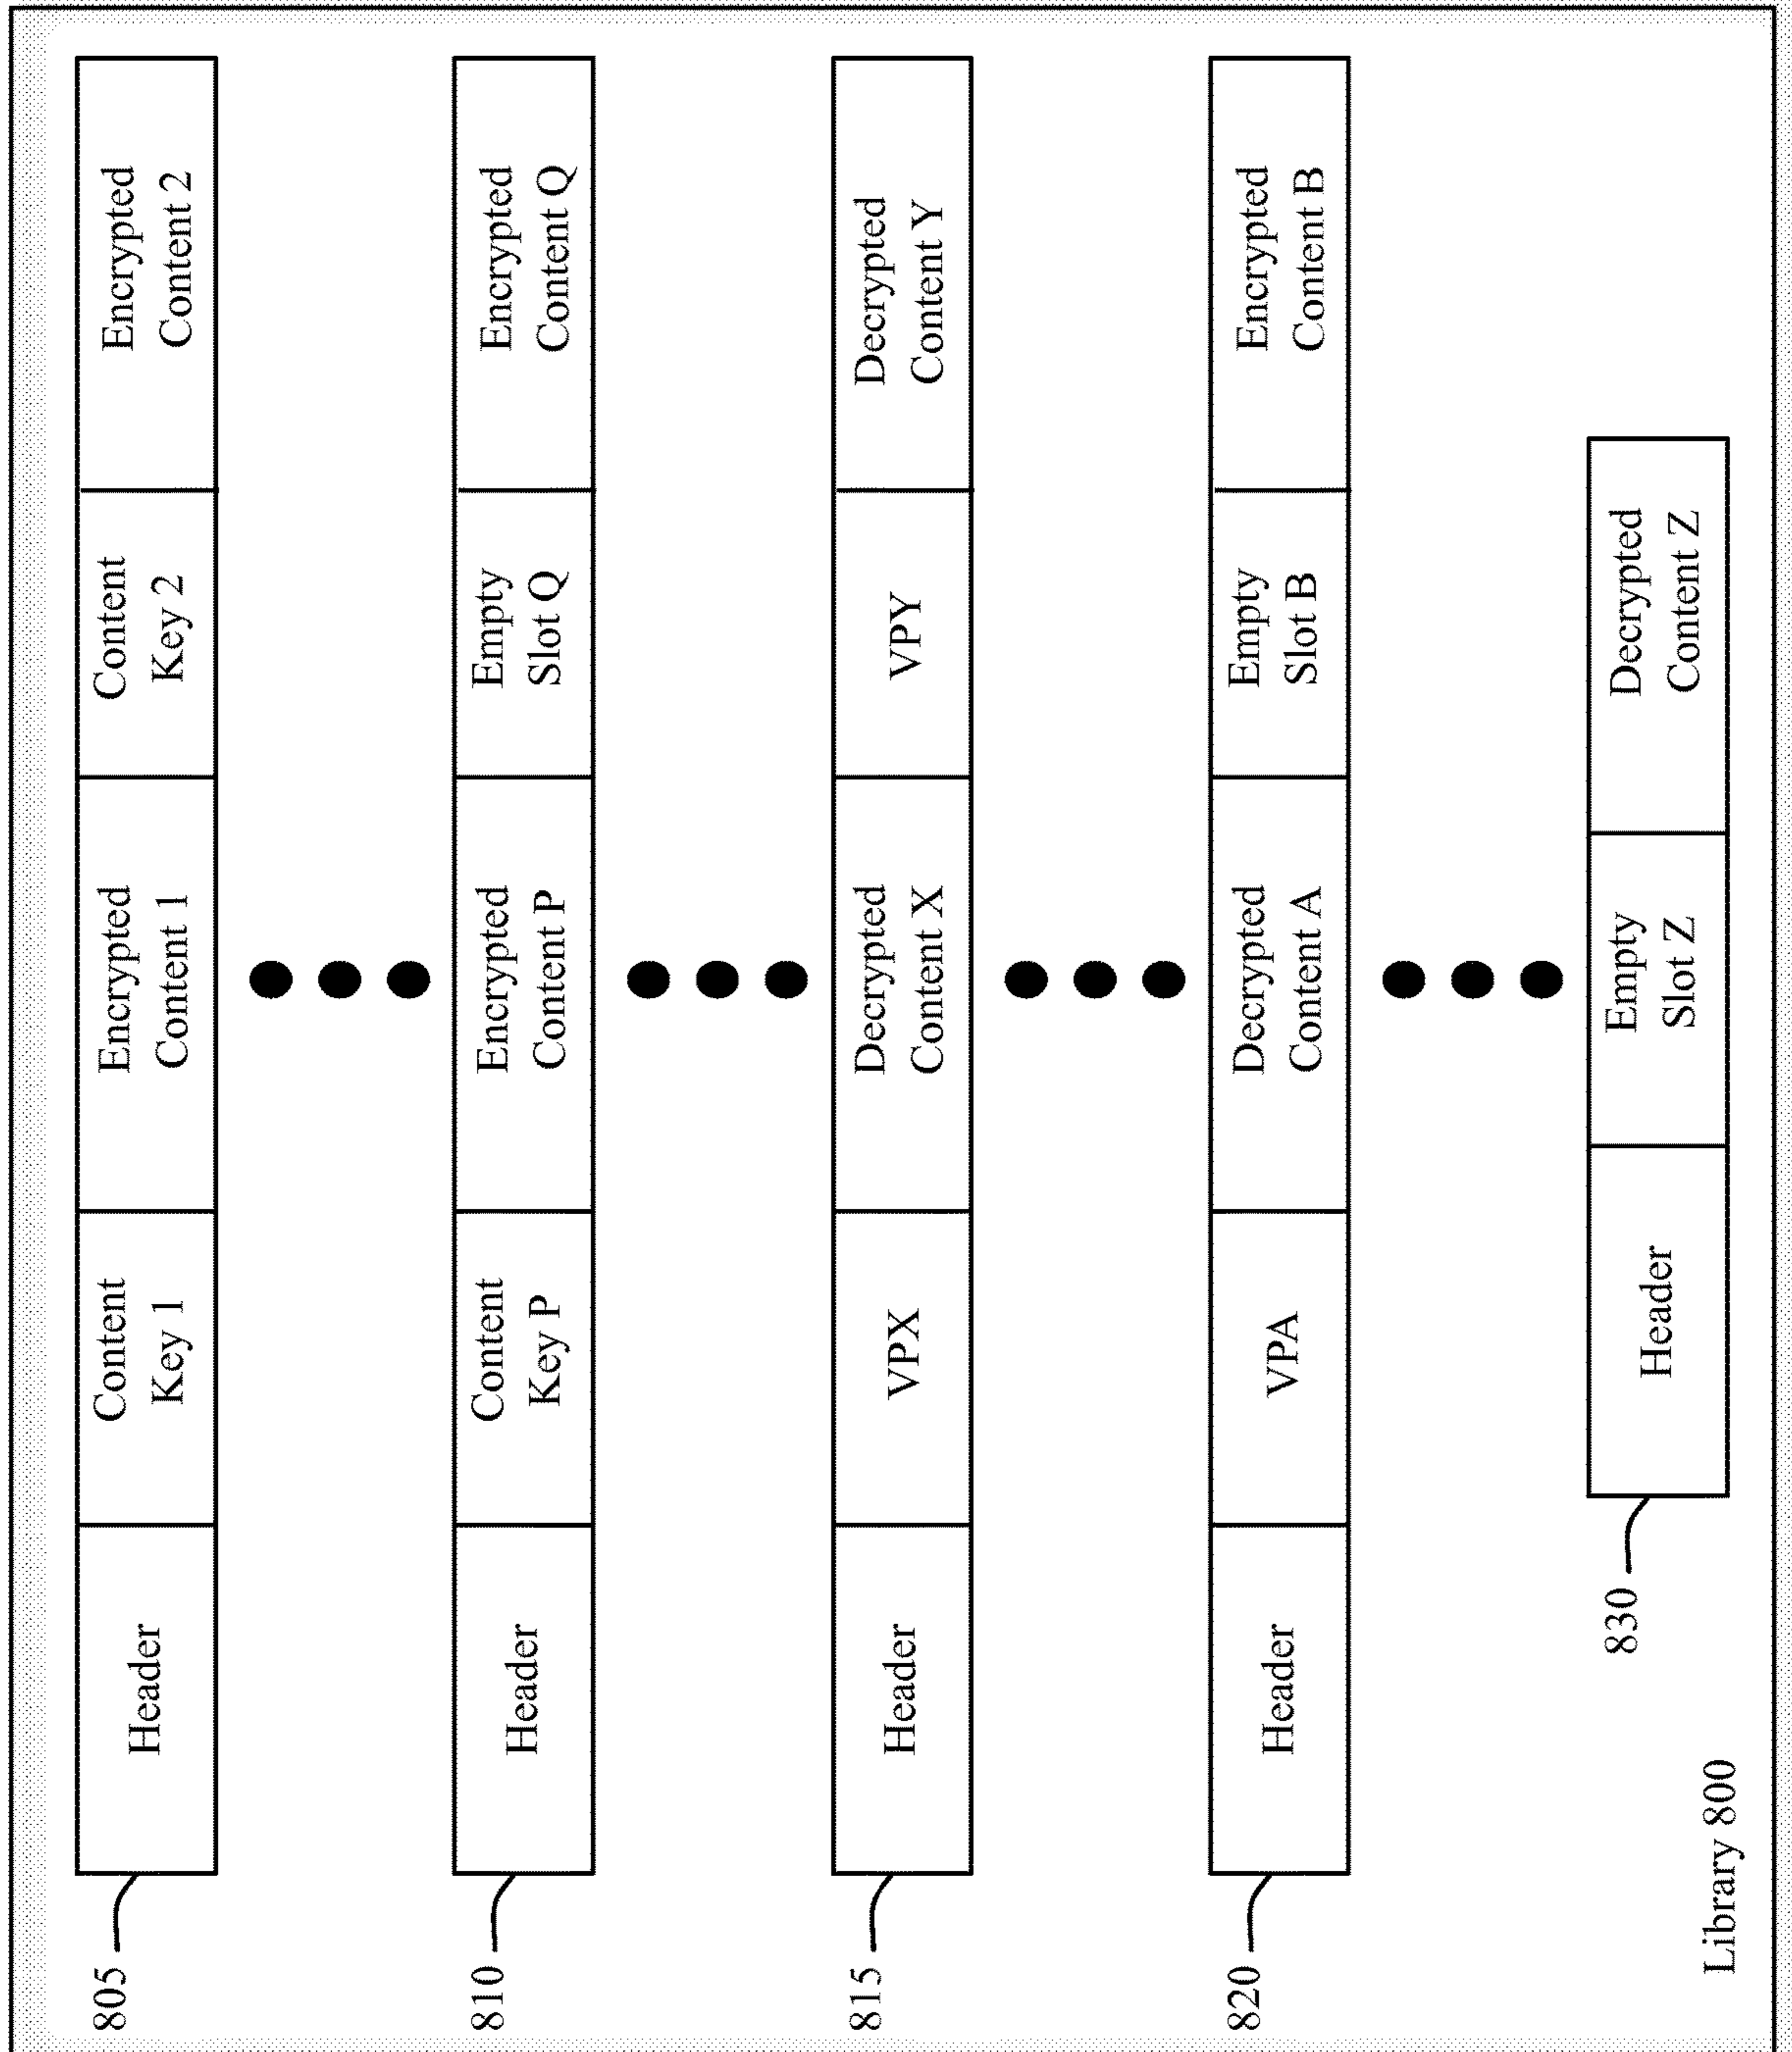 805
Header
Content
Key 1
Encrypted
Content 1
Content
Key 2
Encrypted
Content 2
810
Header
Content
Key P
Encrypted
Content P
Empty
Slot Q
Encrypted
Content Q
815
Header
VPX
Decrypted
Content X
VPY
Decrypted
Content Y
820
Header
VPA
Decrypted
Content A
Empty
Slot B
Encrypted
Content B
830
Header
Empty
Slot Z
Decrypted
Content Z
Library 800